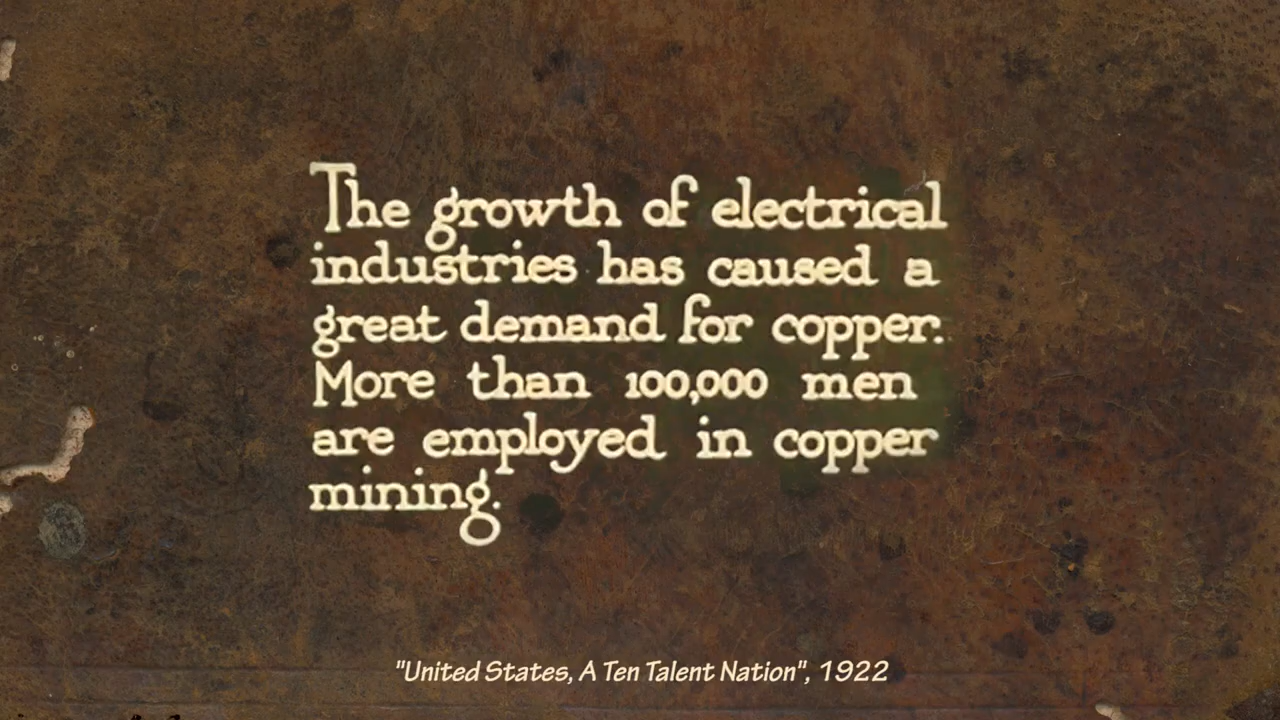 The growth of electrical
industries has caused a
great demand for copper.
More than 100,000 men
are employed in copper
mining.
"United States, A Ten Talent Nation", 1922